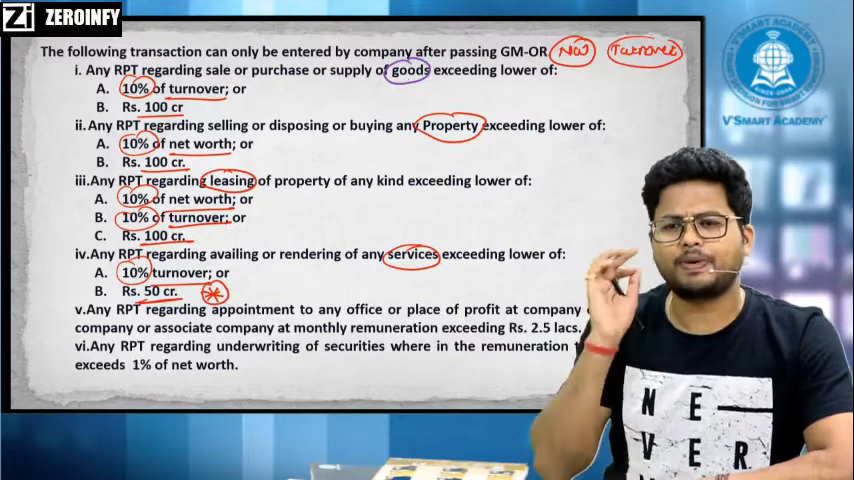 Zi ZEROINFY
The following transaction can only be entered by company after passing GM-OR. NW Turnover
i. Any RPT regarding sale or purchase or supply of goods exceeding lower of:
A. 10% of turnover; or
B. Rs. 100 cr
ii.Any RPT regarding selling or disposing or buying any Property exceeding lower of:
A. 10% of net worth; or
B. Rs. 100 cr.
iii.Any RPT regarding leasing of property of any kind exceeding lower of:
A. 10% of net worth; or
B. 10% of turnover; or
C. Rs. 100 cr.
iv.Any RPT regarding availing or rendering of any services exceeding lower of:
A. 10% turnover; or
B. Rs. 50 cr.
v.Any RPT regarding appointment to any office or place of profit at company
company or associate company at monthly remuneration exceeding Rs. 2.5 lacs.
vi.Any RPT regarding underwriting of securities where in the remuneration
exceeds 1% of net worth.
V'SMART ACADEMY
SINCE-2008
NEVER